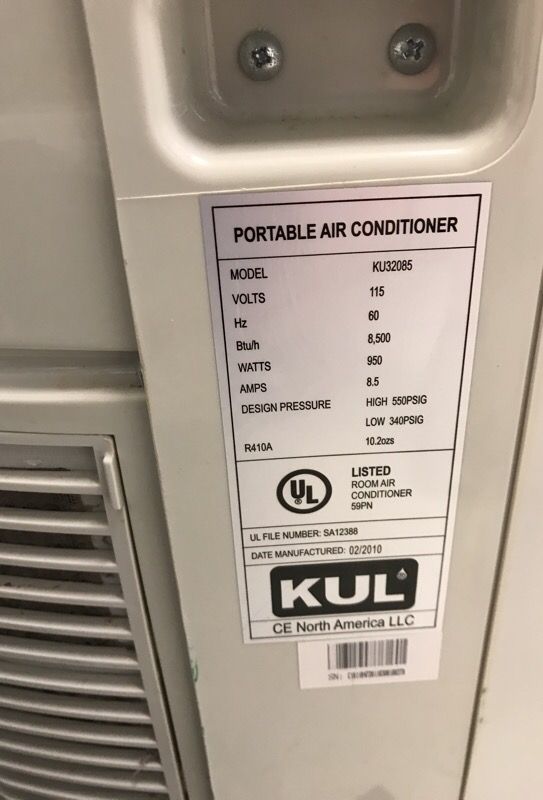 PORTABLE AIR CONDITIONER
MODEL KU32085
VOLTS 115
Hz 60
Btu/h 8,500
WATTS 950
AMPS 8.5
DESIGN PRESSURE HIGH 550PSIG
LOW 340PSIG
R410A 10.2ozs
UL
LISTED
ROOM AIR
CONDITIONER
59PN
UL FILE NUMBER: SA12388
DATE MANUFACTURED: 02/2010
KUL
CE North America LLC
SN: